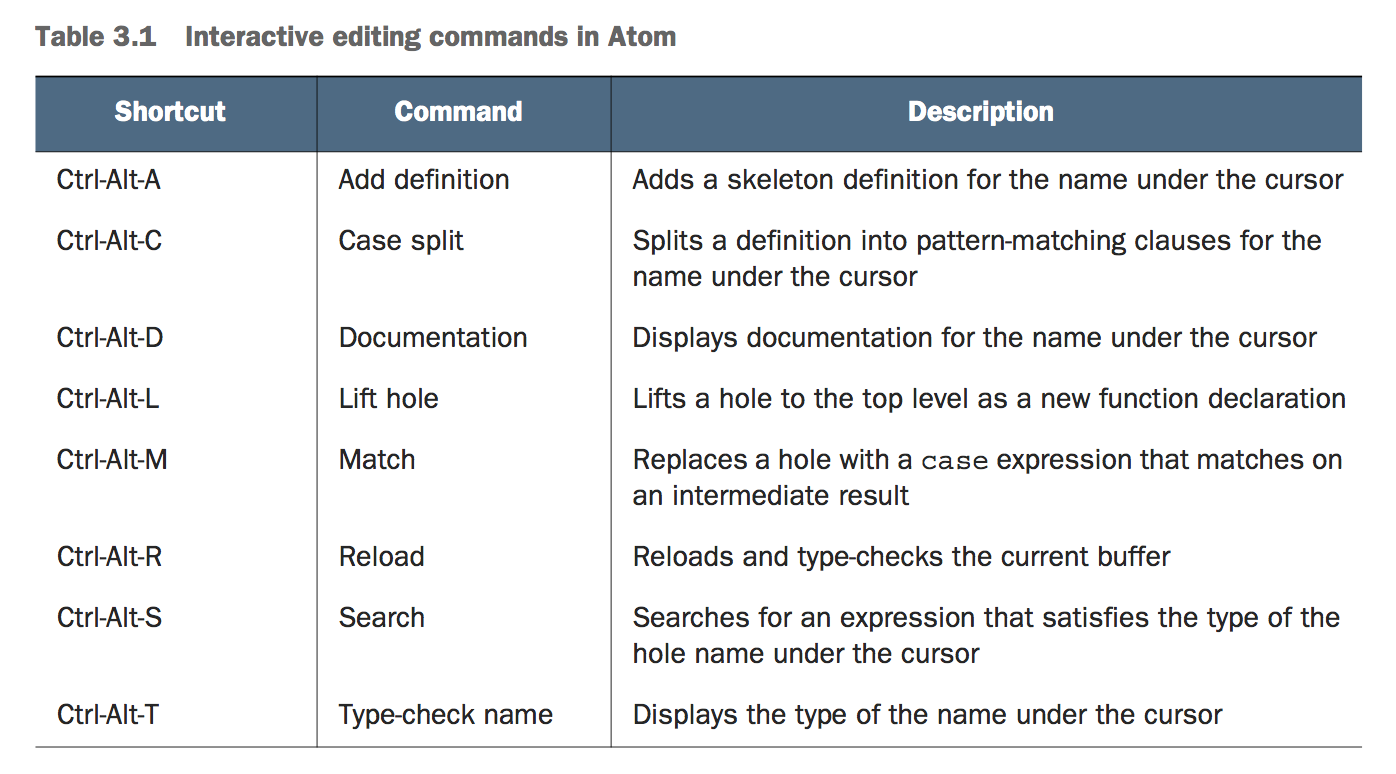 Table 3.1 Interactive editing commands in Atom
Shortcut Command Description
Ctrl-Alt-A Add definition Adds a skeleton definition for the name under the cursor
Ctrl-Alt-C Case split Splits a definition into pattern-matching clauses for the
name under the cursor
Ctrl-Alt-D Documentation Displays documentation for the name under the cursor
Ctrl-Alt-L Lift hole Lifts a hole to the top level as a new function declaration
Ctrl-Alt-M Match Replaces a hole with a case expression that matches on
an intermediate result
Ctrl-Alt-R Reload Reloads and type-checks the current buffer
Ctrl-Alt-S Search Searches for an expression that satisfies the type of the
hole name under the cursor
Ctrl-Alt-T Type-check name Displays the type of the name under the cursor